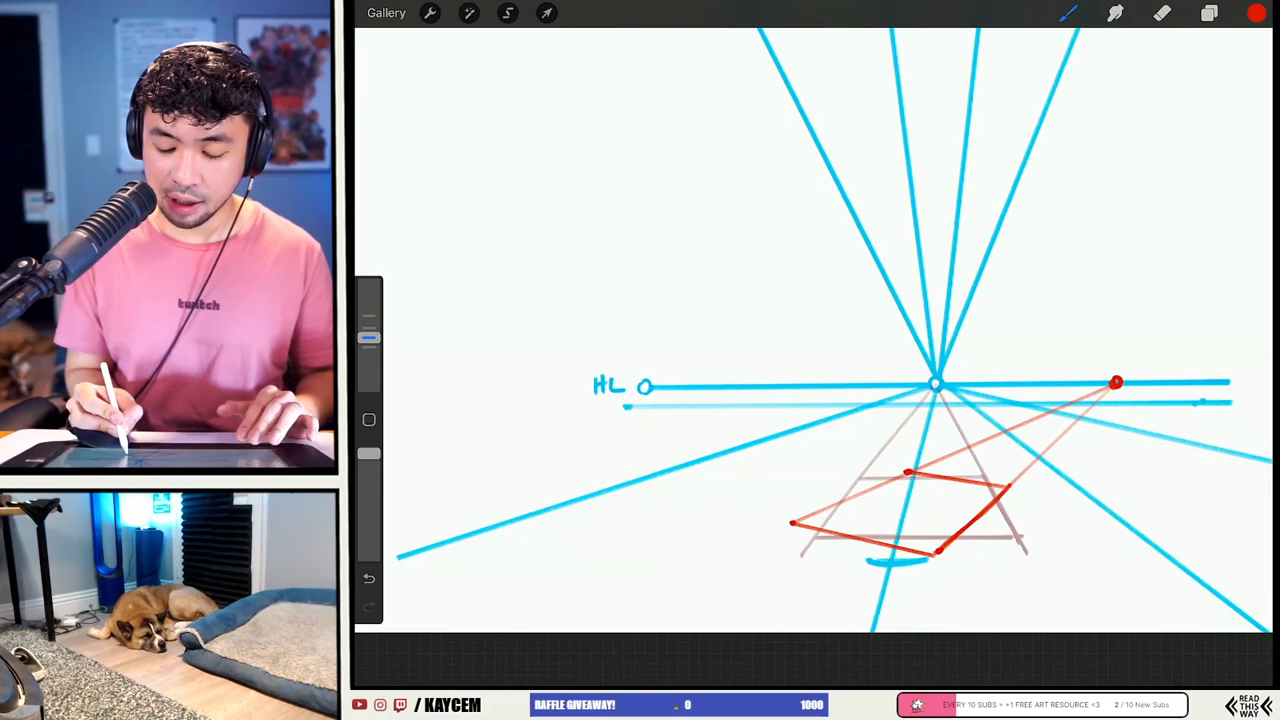 Gallery
twitch
HL
/ KAYCEM
RAFFLE GIVEAWAY!
0
1000
EVERY 10 SUBS = +1 FREE ART RESOURCE <3
2 / 10 New Subs
READ
THIS
WAY